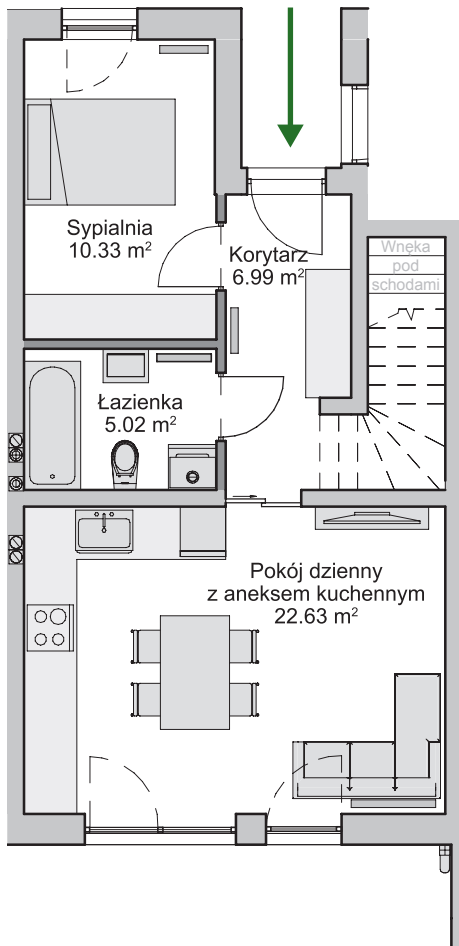 Sypialnia
10.33 m²
Korytarz
6.99 m²
Wnęka
pod
schodami
Łazienka
5.02 m²
Pokój dzienny
z aneksem kuchennym
22.63 m²